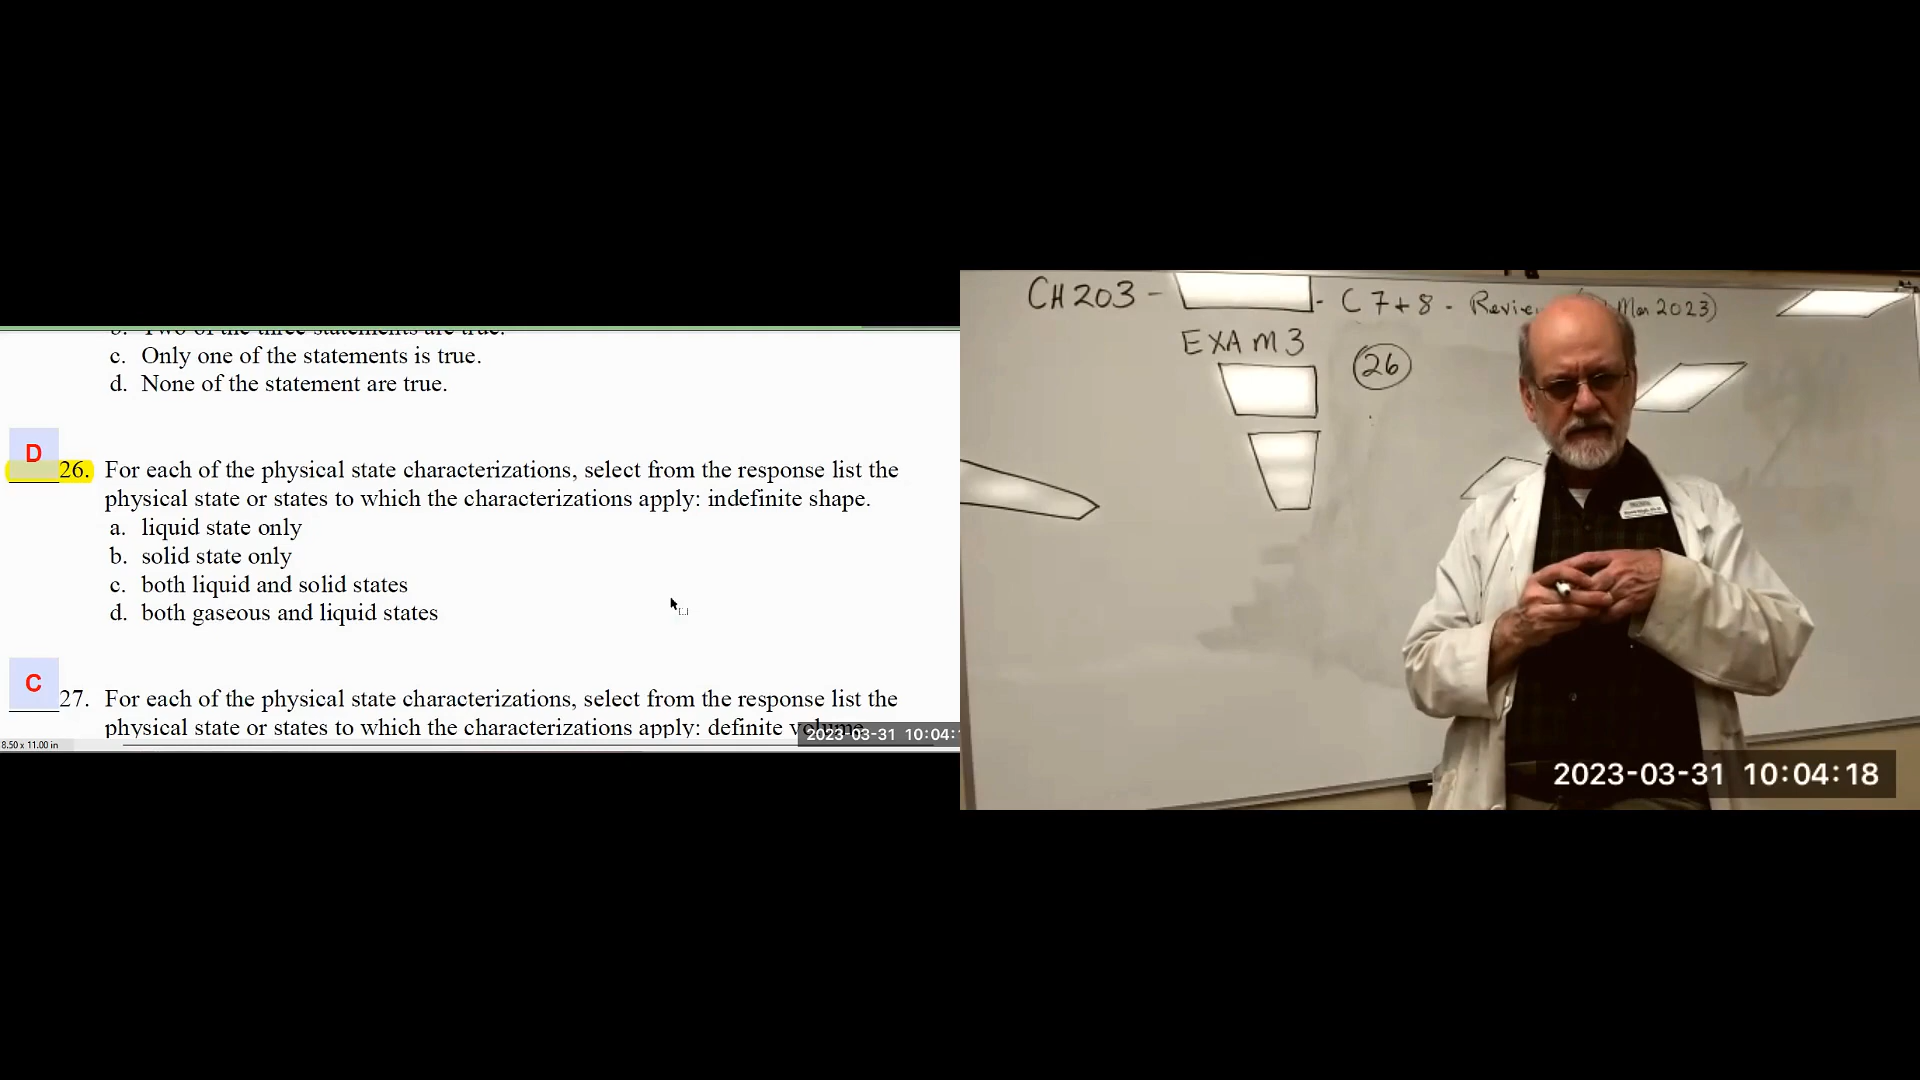 c. Only one of the statements is true.
d. None of the statement are true.
D
26. For each of the physical state characterizations, select from the response list the
physical state or states to which the characterizations apply: indefinite shape.
a. liquid state only
b. solid state only
c. both liquid and solid states
d. both gaseous and liquid states
C
27. For each of the physical state characterizations, select from the response list the
physical state or states to which the characterizations apply: definite volume.
8.50 x 11.00 in
2023-03-31 10:04:
CH 203 - - C 7+8 - Mar 2023)
EXAM 3
26
2023-03-31 10:04:18